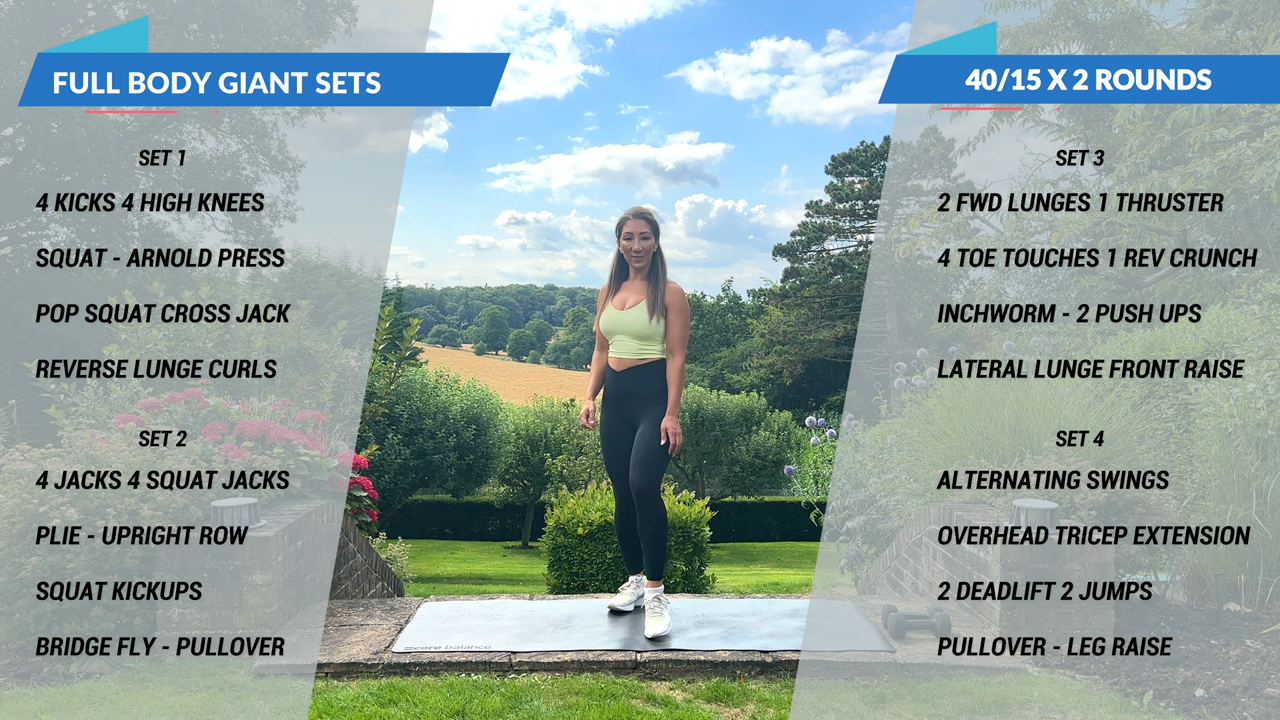 FULL BODY GIANT SETS
SET 1
4 KICKS 4 HIGH KNEES
SQUAT - ARNOLD PRESS
POP SQUAT CROSS JACK
REVERSE LUNGE CURLS
SET 2
4 JACKS 4 SQUAT JACKS
PLIE - UPRIGHT ROW
SQUAT KICKUPS
BRIDGE FLY - PULLOVER
40/15 X 2 ROUNDS
SET 3
2 FWD LUNGES 1 THRUSTER
4 TOE TOUCHES 1 REV CRUNCH
INCHWORM - 2 PUSH UPS
LATERAL LUNGE FRONT RAISE
SET 4
ALTERNATING SWINGS
OVERHEAD TRICEP EXTENSION
2 DEADLIFT 2 JUMPS
PULLOVER - LEG RAISE
core balance